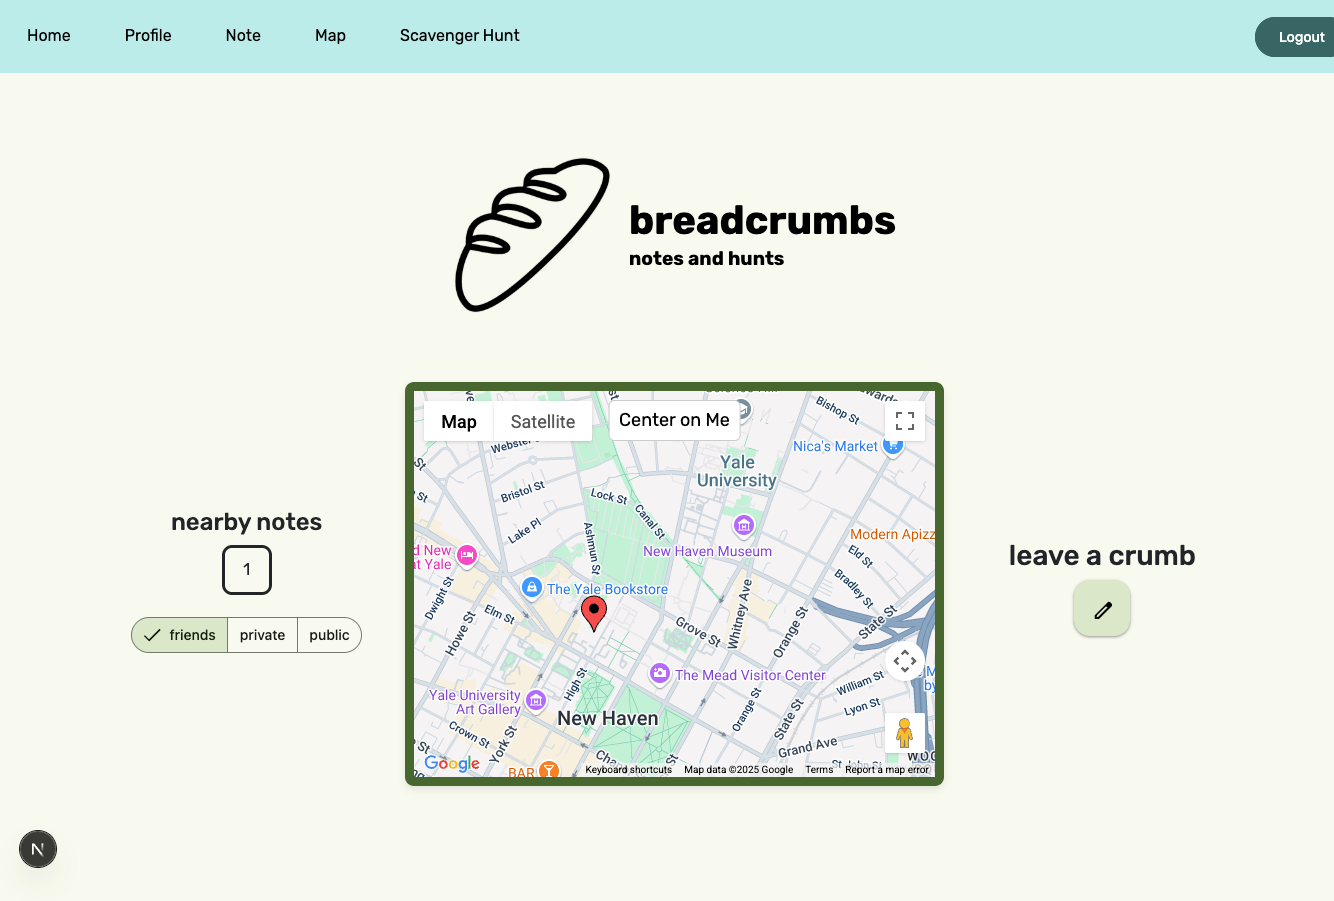 Home Profile Note Map Scavenger Hunt Logout
breadcrumbs
notes and hunts
nearby notes
1
friends private public
Map Satellite Center on Me
Bishop St
Nica's Market
Webster
Yale
University
Bristol St
Lock St
Canal St
Lake Pl
Ashmun St
Modern Apizz
New Haven Museum
Eld St
d New
at Yale
Dwight St
Bradley St
The Yale Bookstore
Elm St
Howe St
Grove St
Whitney Ave
Orange St
State St
The Mead Visitor Center
High St
William St
Yale University
Art Gallery
Lyon St
Orange St
State St
New Haven
Crown St
York St
Grand Ave
BAR
Google
Keyboard shortcuts Map data ©2025 Google Terms Report a map error
leave a crumb
N